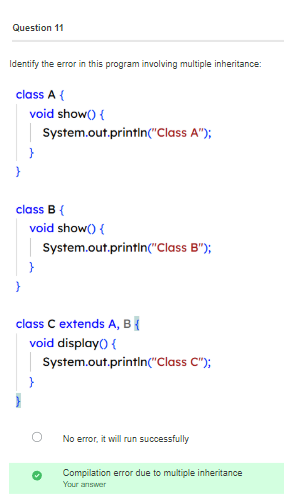 Question 11
Identify the error in this program involving multiple inheritance:
class A {
void show() {
System.out.println("Class A");
}
}
class B {
void show() {
System.out.println("Class B");
}
}
class C extends A, B {
void display() {
System.out.println("Class C");
}
}
No error, it will run successfully
Compilation error due to multiple inheritance
Your answer